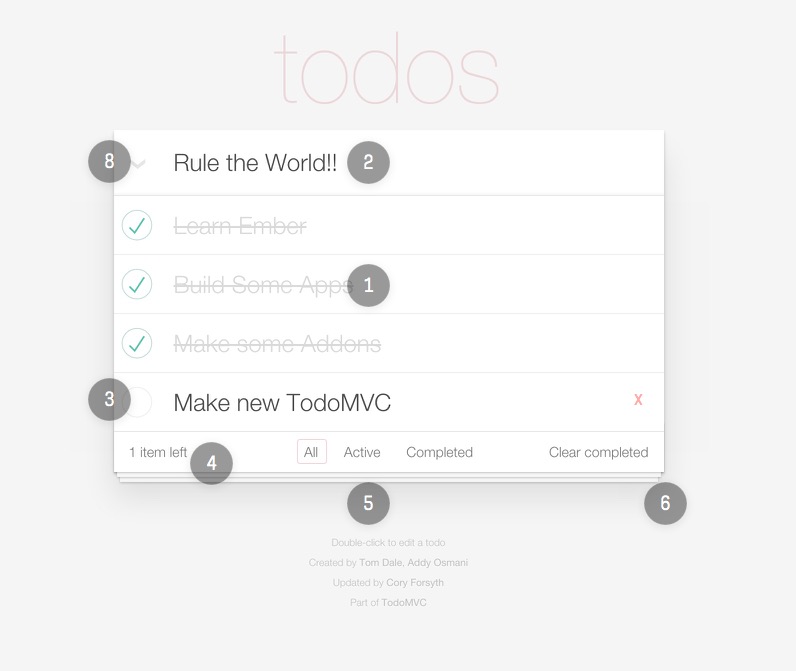 todos
8 Rule the World!! 2
Learn Ember
Build Some Apps 1
Make some Addons
3 Make new TodoMVC x
1 item left 4 All Active Completed Clear completed
5 6
Double-click to edit a todo
Created by Tom Dale, Addy Osmani
Updated by Cory Forsyth
Part of TodoMVC